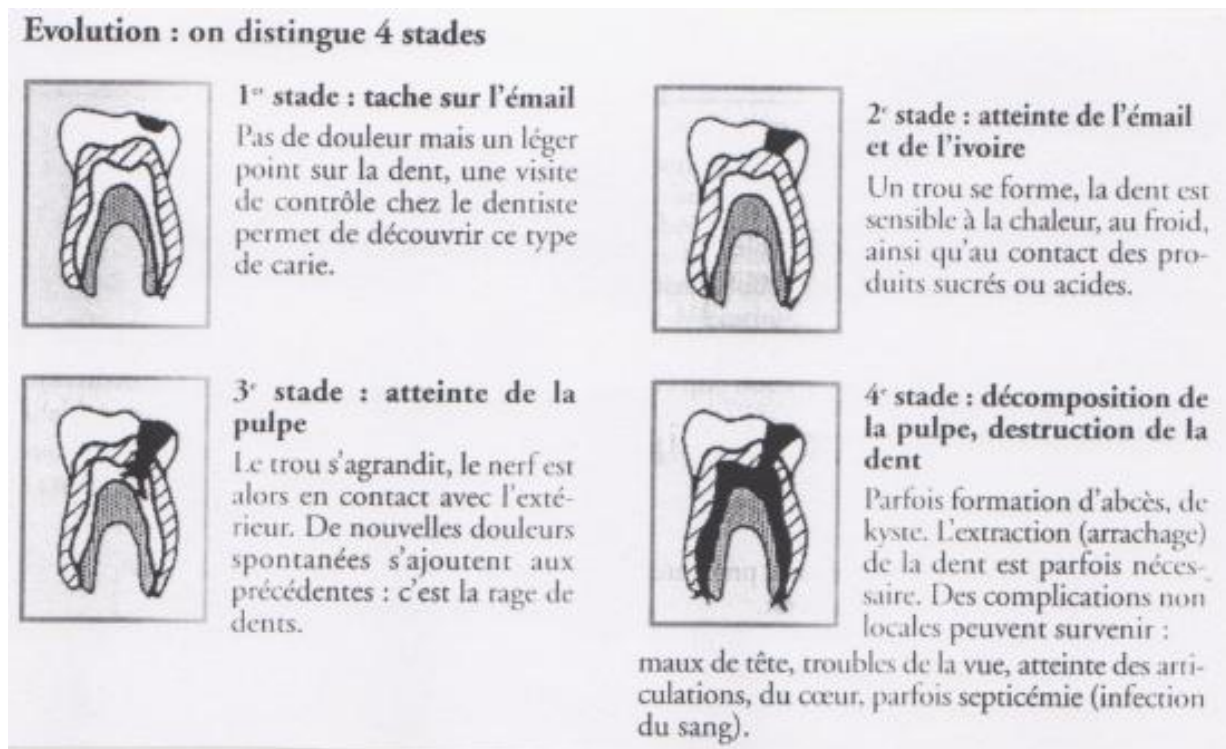 Evolution : on distingue 4 stades
1er stade : tache sur l'émail
Pas de douleur mais un léger
point sur la dent, une visite
de contrôle chez le dentiste
permet de découvrir ce type
de carie.
2e stade : atteinte de l'émail
et de l'ivoire
Un trou se forme, la dent est
sensible à la chaleur, au froid,
ainsi qu'au contact des pro-
duits sucrés ou acides.
3e stade : atteinte de la
pulpe
Le trou s'agrandit, le nerf est
alors en contact avec l'exté-
rieur. De nouvelles douleurs
spontanées s'ajoutent aux
précédentes : c'est la rage de
dents.
4e stade : décomposition de
la pulpe, destruction de la
dent
Parfois formation d'abcès, de
kyste. L'extraction (arrachage)
de la dent est parfois néces-
saire. Des complications non
locales peuvent survenir :
maux de tête, troubles de la vue, atteinte des arti-
culations, du cœur, parfois septicémie (infection
du sang).